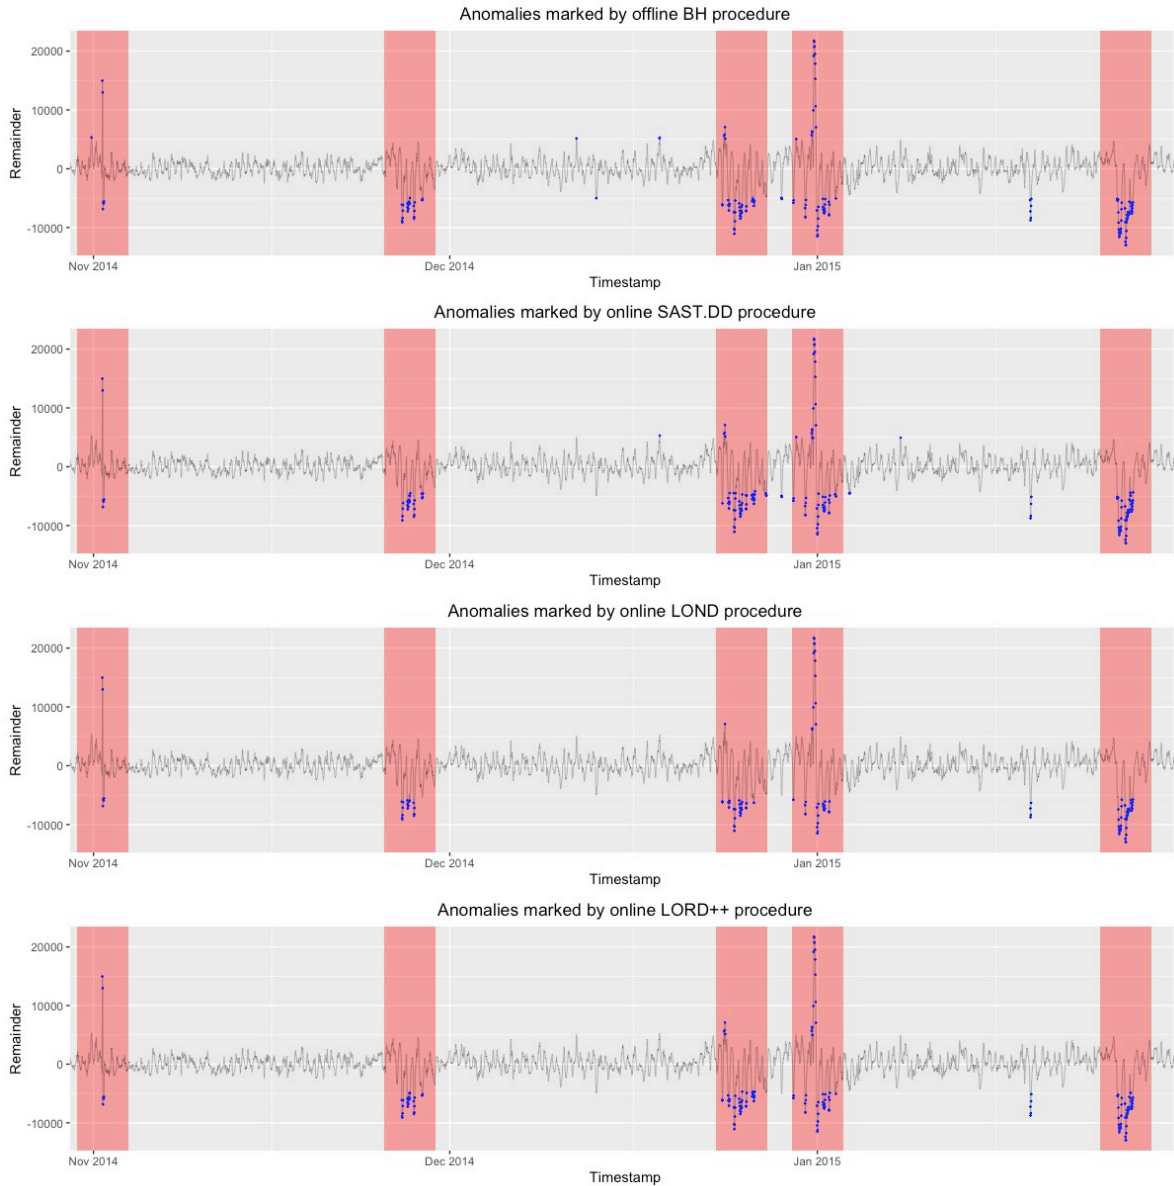 Anomalies marked by offline BH procedure
20000
10000
0
-10000
Remainder
Nov 2014 Dec 2014 Jan 2015
Timestamp
Anomalies marked by online SAST.DD procedure
20000
10000
0
-10000
Remainder
Nov 2014 Dec 2014 Jan 2015
Timestamp
Anomalies marked by online LOND procedure
20000
10000
0
-10000
Remainder
Nov 2014 Dec 2014 Jan 2015
Timestamp
Anomalies marked by online LORD++ procedure
20000
10000
0
-10000
Remainder
Nov 2014 Dec 2014 Jan 2015
Timestamp